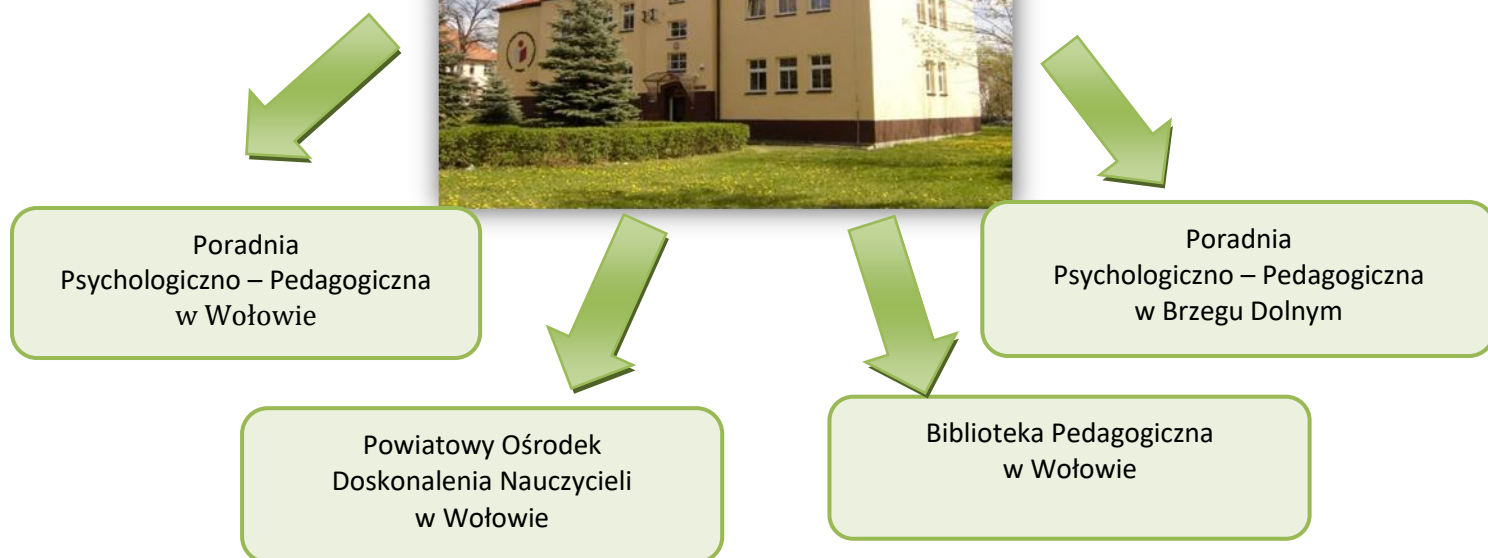 Poradnia
Psychologiczno – Pedagogiczna
w Wołowie
Poradnia
Psychologiczno – Pedagogiczna
w Brzegu Dolnym
Powiatowy Ośrodek
Doskonalenia Nauczycieli
w Wołowie
Biblioteka Pedagogiczna
w Wołowie